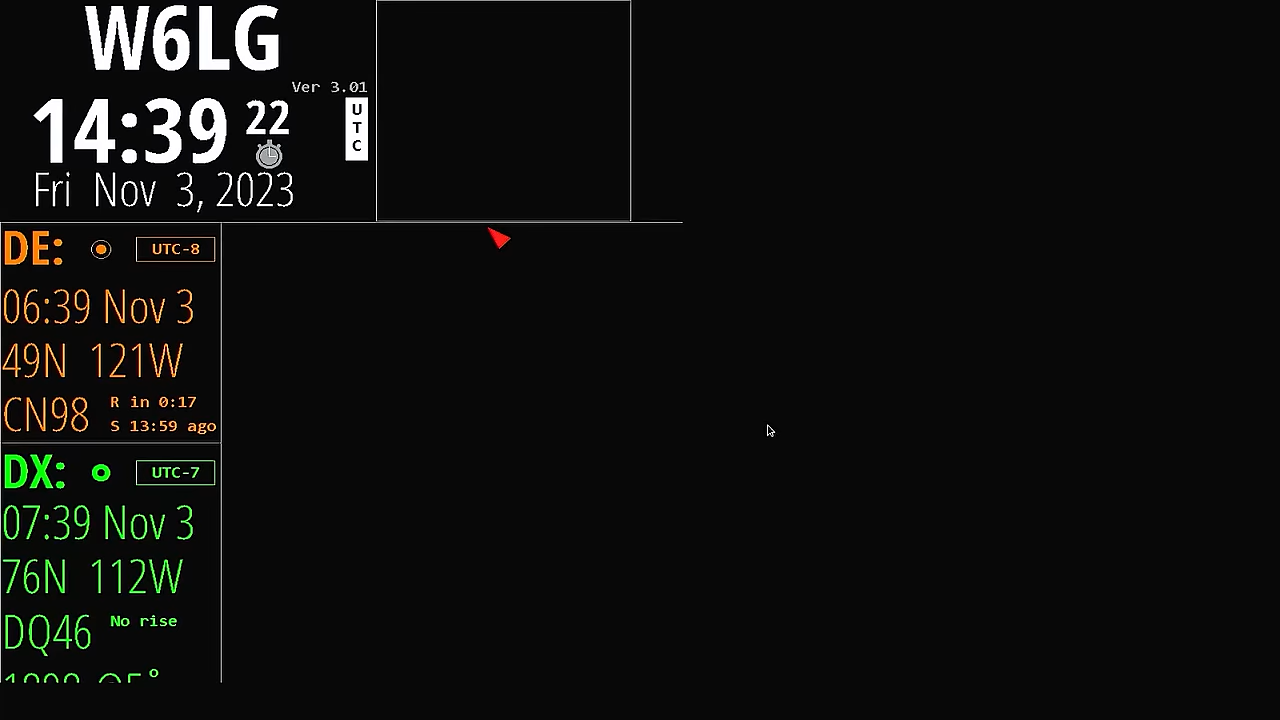 W6LG
Ver 3.01
14:39 22
UTC
Fri Nov 3, 2023
DE: UTC-8
06:39 Nov 3
49N 121W
CN98 R in 0:17
S 13:59 ago
DX: UTC-7
07:39 Nov 3
76N 112W
DQ46 No rise